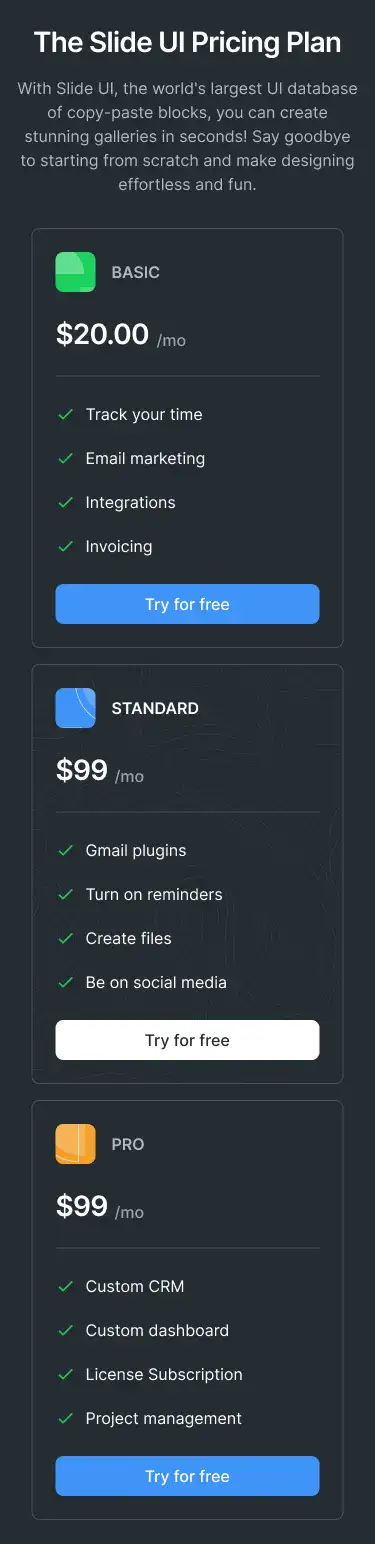 The Slide UI Pricing Plan
With Slide UI, the world's largest UI database
of copy-paste blocks, you can create
stunning galleries in seconds! Say goodbye
to starting from scratch and make designing
effortless and fun.
BASIC
$20.00 /mo
Track your time
Email marketing
Integrations
Invoicing
Try for free
STANDARD
$99 /mo
Gmail plugins
Turn on reminders
Create files
Be on social media
Try for free
PRO
$99 /mo
Custom CRM
Custom dashboard
License Subscription
Project management
Try for free